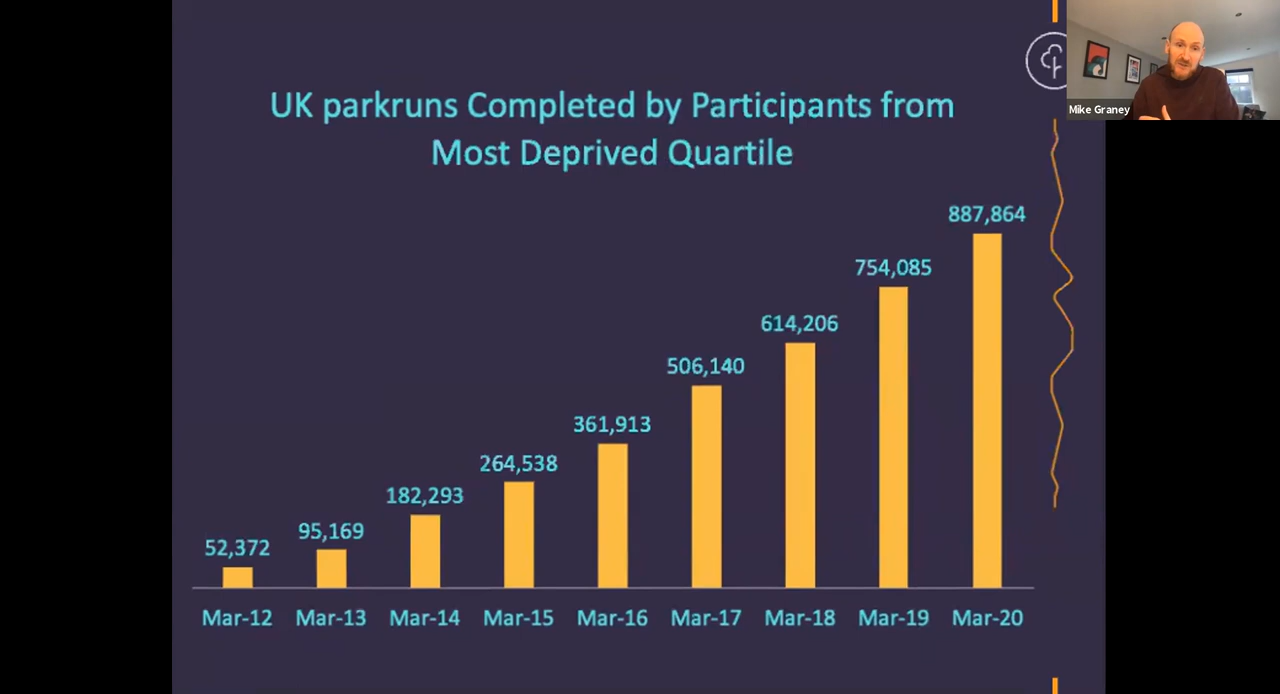 UK parkruns Completed by Participants from
Most Deprived Quartile
Mike Graney
887,864
754,085
614,206
506,140
361,913
264,538
182,293
95,169
52,372
Mar-12 Mar-13 Mar-14 Mar-15 Mar-16 Mar-17 Mar-18 Mar-19 Mar-20